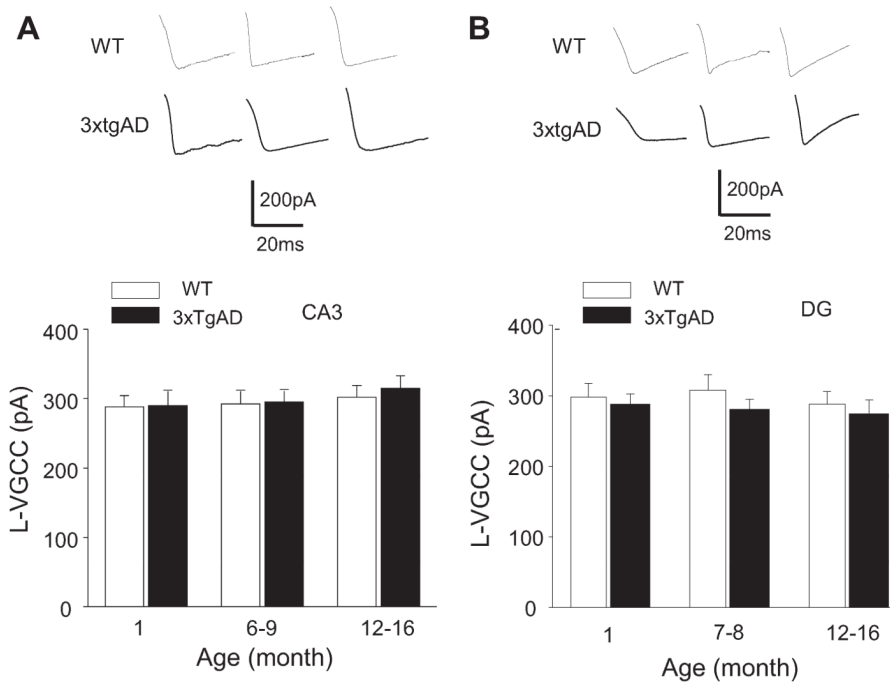 A
WT
3xtgAD
200pA
20ms
WT
3xTgAD
CA3
L-VGCC (pA)
400
300
200
100
0
1
6-9
12-16
Age (month)
B
WT
3xtgAD
200pA
20ms
WT
3xTgAD
DG
L-VGCC (pA)
400
300
200
100
0
1
7-8
12-16
Age (month)